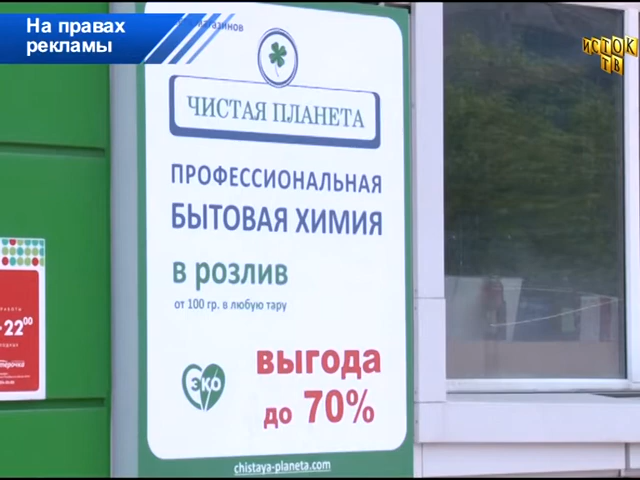 На правах
рекламы
ИСТОК
ТВ
ЧИСТАЯ ПЛАНЕТА
ПРОФЕССИОНАЛЬНАЯ
БЫТОВАЯ ХИМИЯ
в розлив
от 100 гр. в любую тару
ЭКО
выгода
до 70%
chistaya-planeta.com
-22⁰⁰